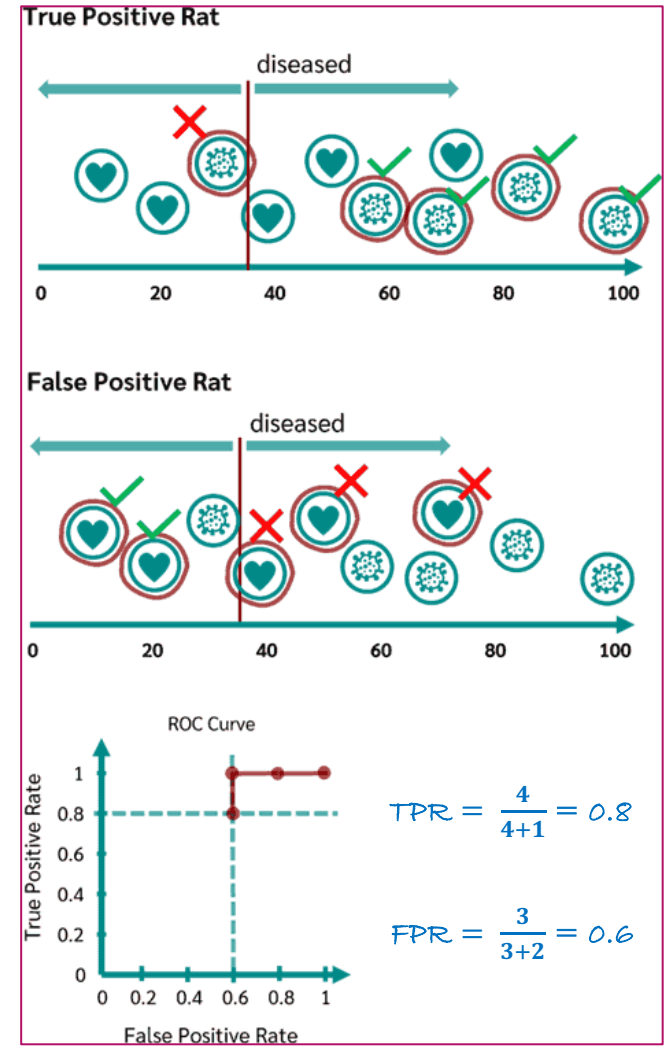 True Positive Rat
diseased
0 20 40 60 80 100
False Positive Rat
diseased
0 20 40 60 80 100
ROC Curve
True Positive Rate
1
0.8
0.6
0.4
0.2
0
0 0.2 0.4 0.6 0.8 1
False Positive Rate
TPR = 4/4+1 = 0.8
FPR = 3/3+2 = 0.6